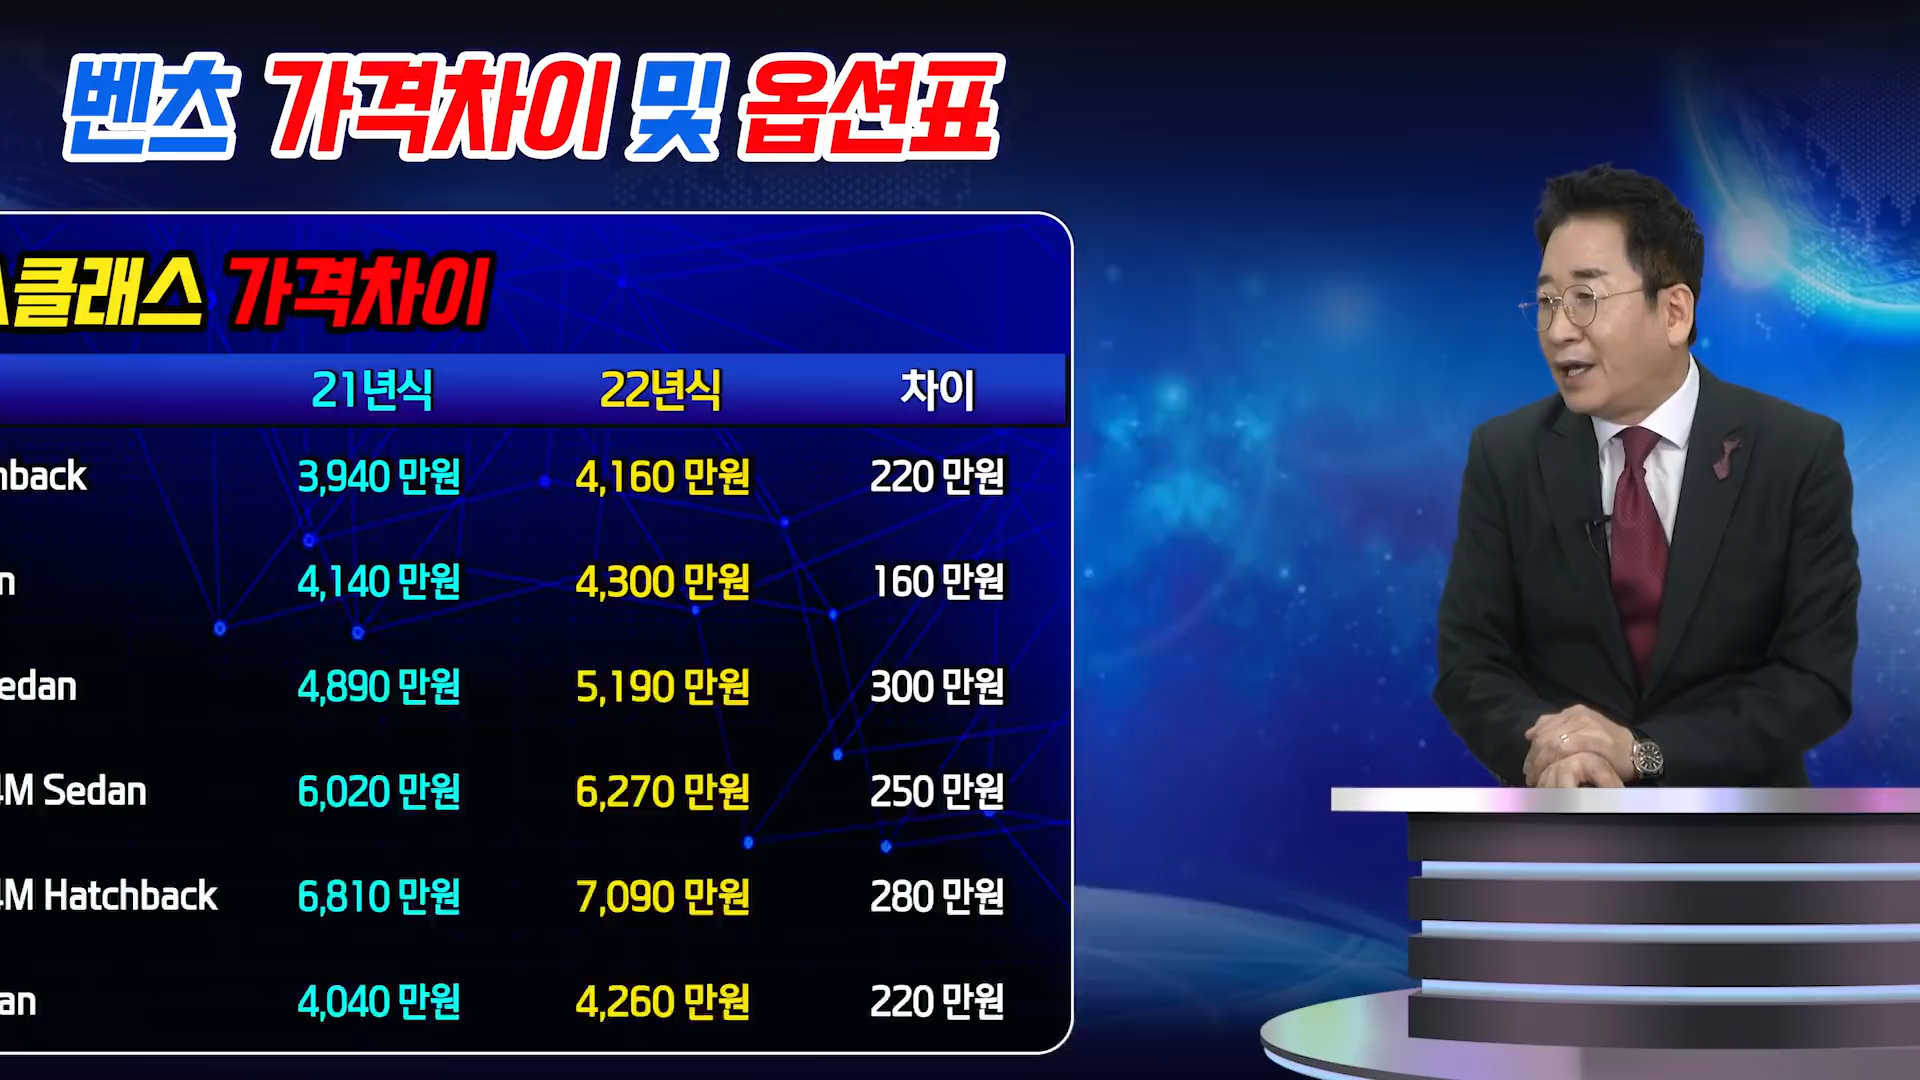 벤츠 가격차이 및 옵션표
A클래스 가격차이
21년식 22년식 차이
hback 3,940 만원 4,160 만원 220 만원
n 4,140 만원 4,300 만원 160 만원
edan 4,890 만원 5,190 만원 300 만원
4M Sedan 6,020 만원 6,270 만원 250 만원
4M Hatchback 6,810 만원 7,090 만원 280 만원
an 4,040 만원 4,260 만원 220 만원